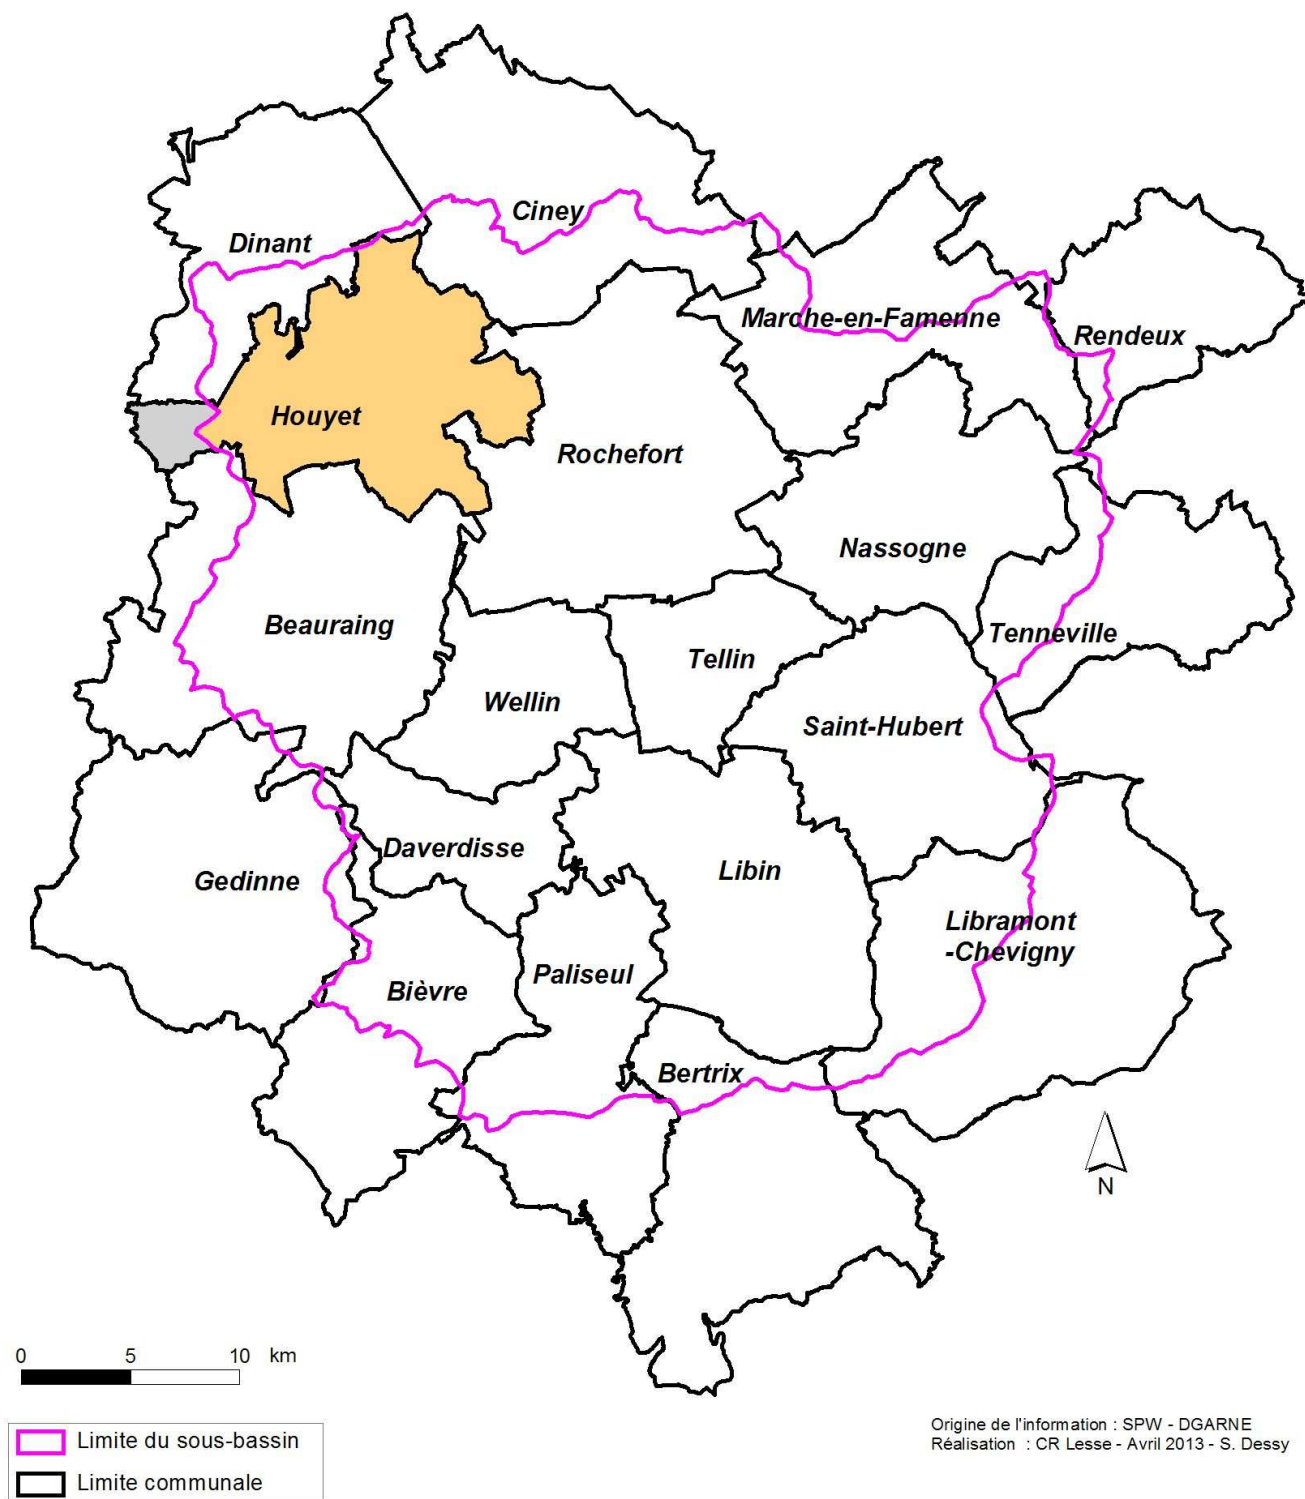 Ciney
Dinant
Marche-en-Famenne
Rendeux
Houyet
Rochefort
Nassogne
Beauraing
Tellin
Tenneville
Wellin
Saint-Hubert
Daverdisse
Gedinne
Libin
Libramont
-Chevigny
Paliseul
Bièvre
Bertrix
N
0 5 10 km
Limite du sous-bassin
Limite communale
Origine de l'information : SPW - DGARNE
Réalisation : CR Lesse - Avril 2013 - S. Dessy